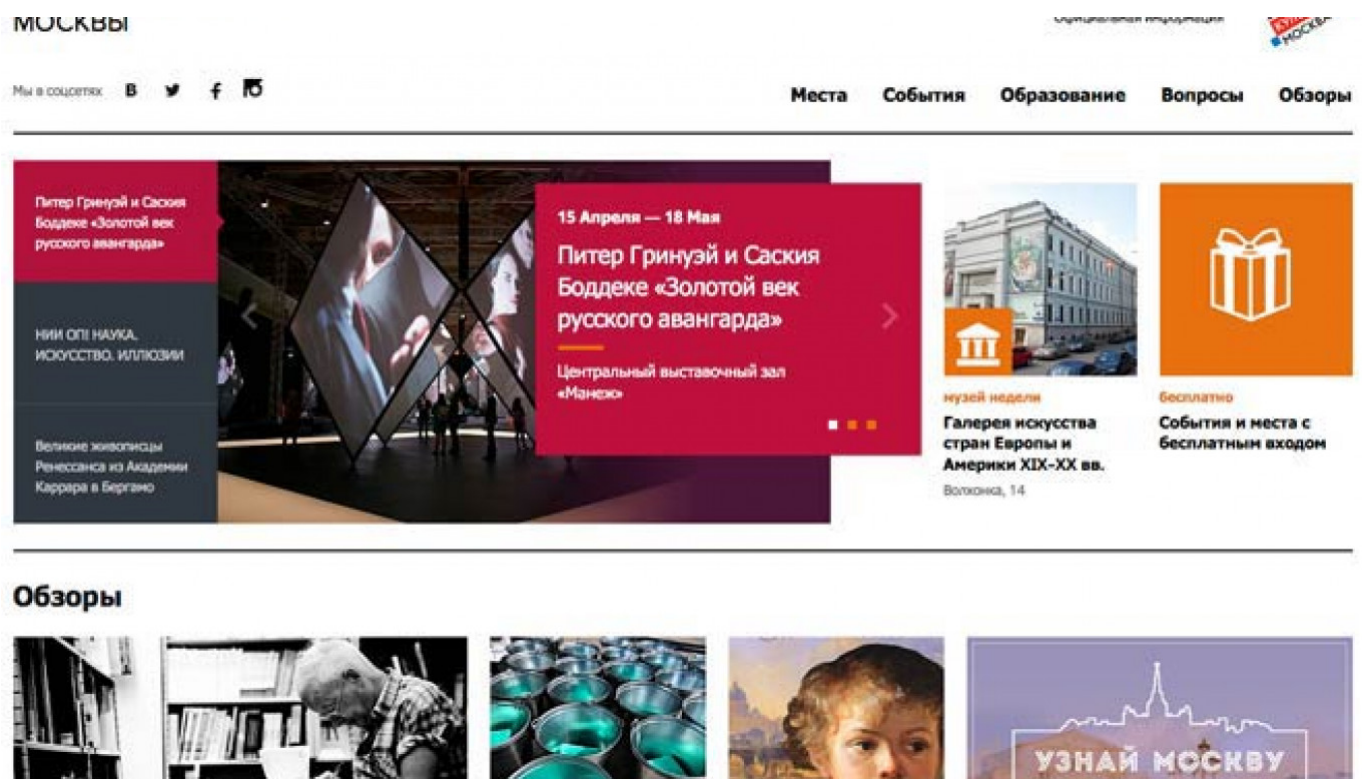 МОСКВЫ
Официальная информация
МОСКВА
Мы в соцсетях
Места События Образование Вопросы Обзоры
Питер Гринуэй и Саския
Боддеке «Золотой век
русского авангарда»
НИИ ОП! НАУКА.
ИСКУССТВО. ИЛЛЮЗИИ
Великие живописцы
Ренессанса из Академии
Каррара в Бергамо
15 Апреля — 18 Мая
Питер Гринуэй и Саския
Боддеке «Золотой век
русского авангарда»
Центральный выставочный зал
«Манеж»
музей недели
Галерея искусства
стран Европы и
Америки XIX–XX вв.
Волхонка, 14
бесплатно
События и места с
бесплатным входом
Обзоры
УЗНАЙ МОСКВУ